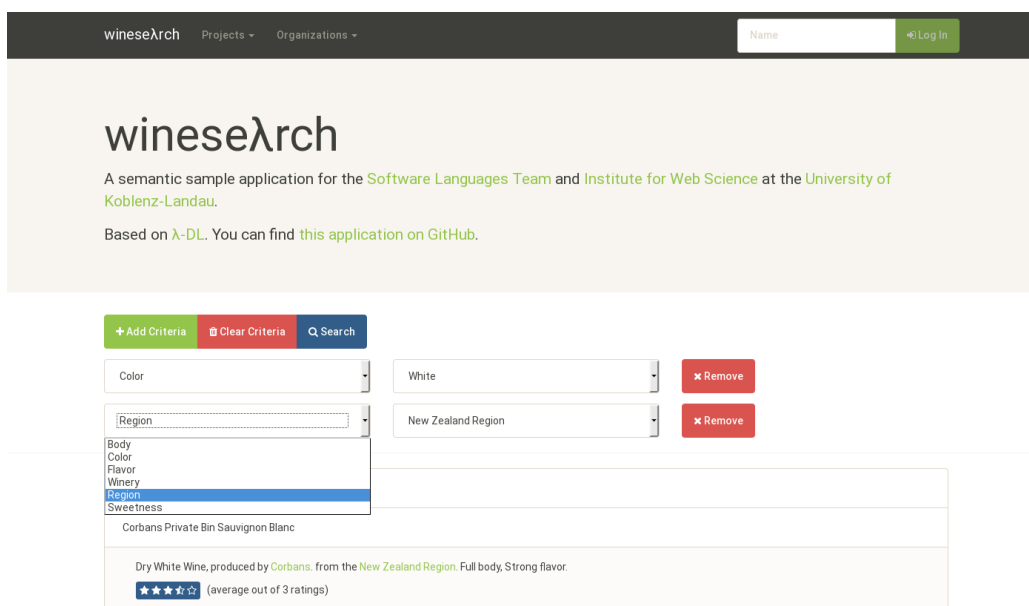 wineseλrch Projects Organizations Name Log In
wineseλrch
A semantic sample application for the Software Languages Team and Institute for Web Science at the University of
Koblenz-Landau.
Based on λ-DL. You can find this application on GitHub.
Add Criteria Clear Criteria Search
Color White Remove
Region New Zealand Region Remove
Body
Color
Flavor
Winery
Region
Sweetness
Corbans Private Bin Sauvignon Blanc
Dry White Wine, produced by Corbans. from the New Zealand Region. Full body, Strong flavor.
(average out of 3 ratings)